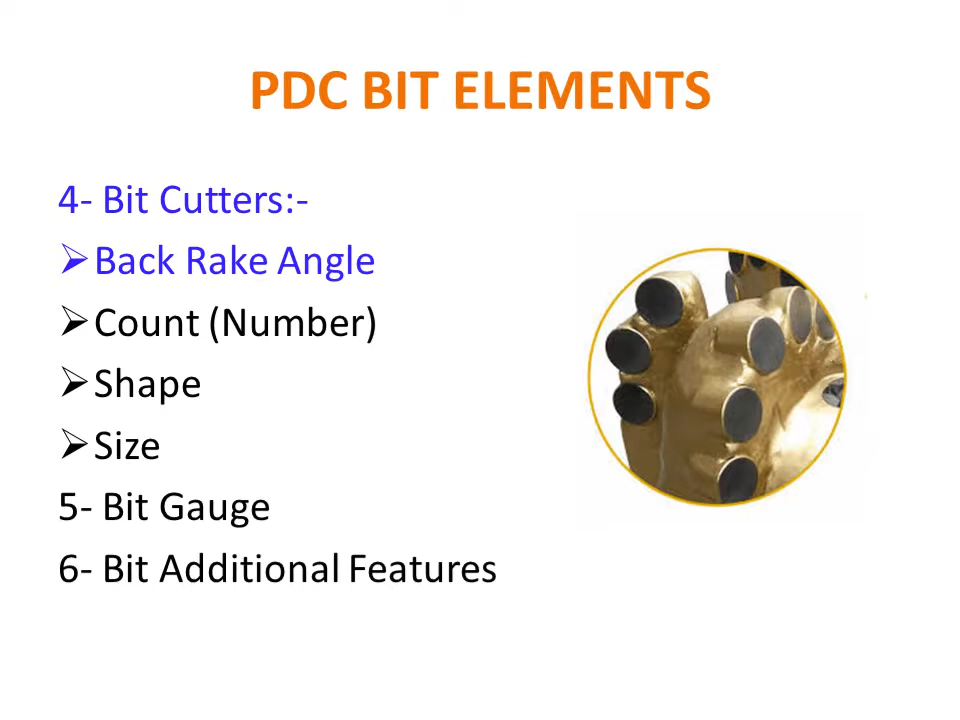 PDC BIT ELEMENTS
4- Bit Cutters:-
➢Back Rake Angle
➢Count (Number)
➢Shape
➢Size
5- Bit Gauge
6- Bit Additional Features